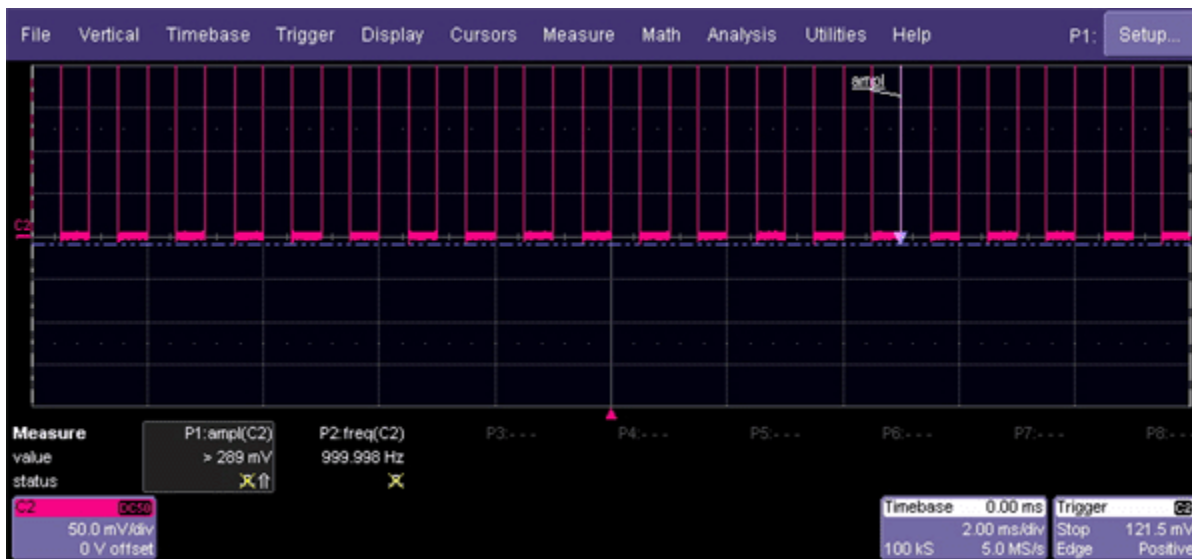 File Vertical Timebase Trigger Display Cursors Measure Math Analysis Utilities Help P1: Setup...
ampl
C2
Measure P1:ampl(C2) P2:freq(C2) P3:- - - P4:- - - P5:- - - P6:- - - P7:- - - P8:- - -
value > 289 mV 999.998 Hz
status
C2 DC50
50.0 mV/div
0 V offset
Timebase 0.00 ms
2.00 ms/div
100 kS 5.0 MS/s
Trigger C2
Stop 121.5 mV
Edge Positive